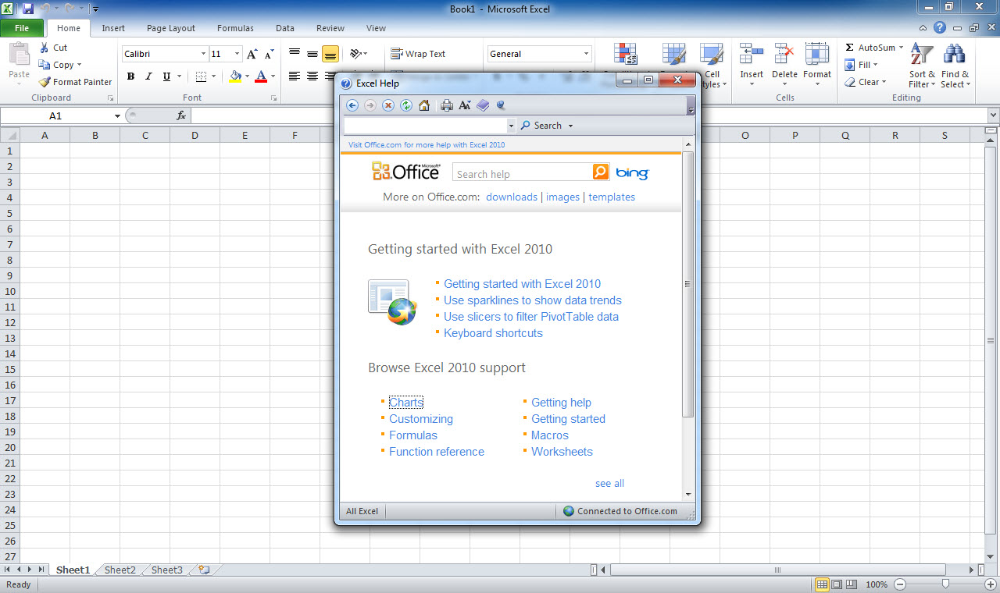 Book1 - Microsoft Excel
File Home Insert Page Layout Formulas Data Review View
Paste
Cut
Copy
Format Painter
Clipboard
Calibri 11
B I U
A A
Font
Wrap Text
General
Cell
Styles
Insert Delete Format
Cells
Σ AutoSum
Fill
Clear
Sort &
Filter
Find &
Select
Editing
A1 fx
A B C D E F O P Q R S
1
2
3
4
5
6
7
8
9
10
11
12
13
14
15
16
17
18
19
20
21
22
23
24
25
26
27
Excel Help
Search
Visit Office.com for more help with Excel 2010
Microsoft Office Search help bing
More on Office.com: downloads | images | templates
Getting started with Excel 2010
Getting started with Excel 2010
Use sparklines to show data trends
Use slicers to filter PivotTable data
Keyboard shortcuts
Browse Excel 2010 support
Charts Getting help
Customizing Getting started
Formulas Macros
Function reference Worksheets
see all
All Excel Connected to Office.com
Sheet1 Sheet2 Sheet3
Ready 100%